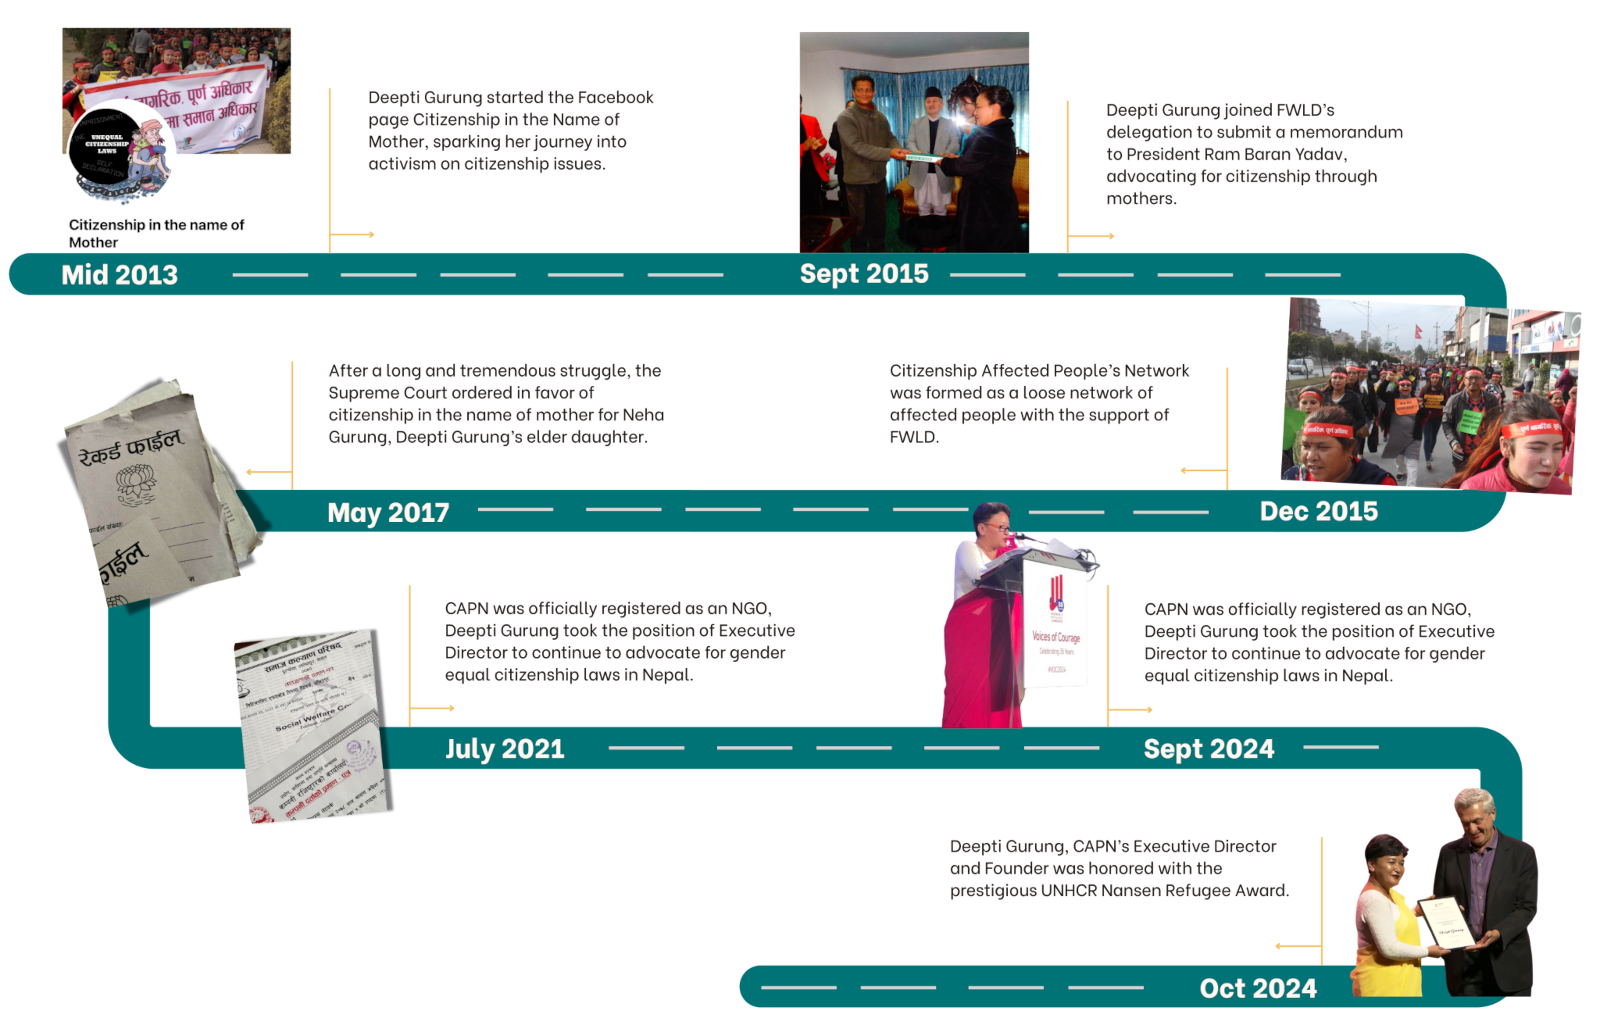 नागरिक, पूर्ण अधिकार
मा समान अधिकार
UNEQUAL
CITIZENSHIP
LAWS
SELF
DECLARATION
Citizenship in the name of
Mother
Deepti Gurung started the Facebook
page Citizenship in the Name of
Mother, sparking her journey into
activism on citizenship issues.
Deepti Gurung joined FWLD's
delegation to submit a memorandum
to President Ram Baran Yadav,
advocating for citizenship through
mothers.
Mid 2013
Sept 2015
After a long and tremendous struggle, the
Supreme Court ordered in favor of
citizenship in the name of mother for Neha
Gurung, Deepti Gurung's elder daughter.
Citizenship Affected People's Network
was formed as a loose network of
affected people with the support of
FWLD.
रेकर्ड फाईल
फाईल
May 2017
Dec 2015
CAPN was officially registered as an NGO,
Deepti Gurung took the position of Executive
Director to continue to advocate for gender
equal citizenship laws in Nepal.
Voices of Courage
CAPN was officially registered as an NGO,
Deepti Gurung took the position of Executive
Director to continue to advocate for gender
equal citizenship laws in Nepal.
समाज कल्याण परिषद
Social Welfare Co
July 2021
Sept 2024
Deepti Gurung, CAPN's Executive Director
and Founder was honored with the
prestigious UNHCR Nansen Refugee Award.
Oct 2024